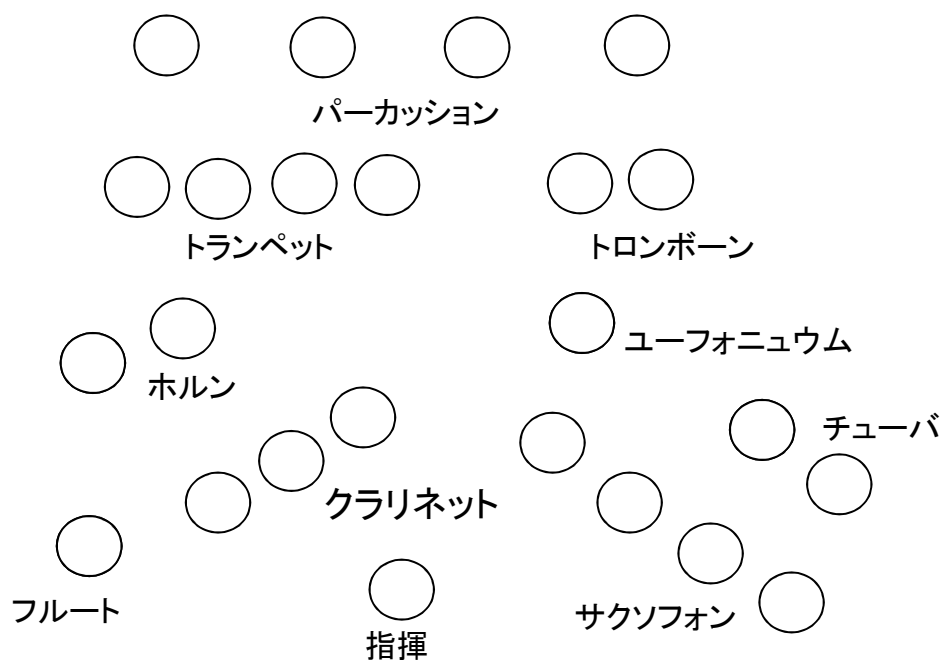 パーカッション
トランペット
トロンボーン
ユーフォニュウム
ホルン
チューバ
クラリネット
フルート
サクソフォン
指揮